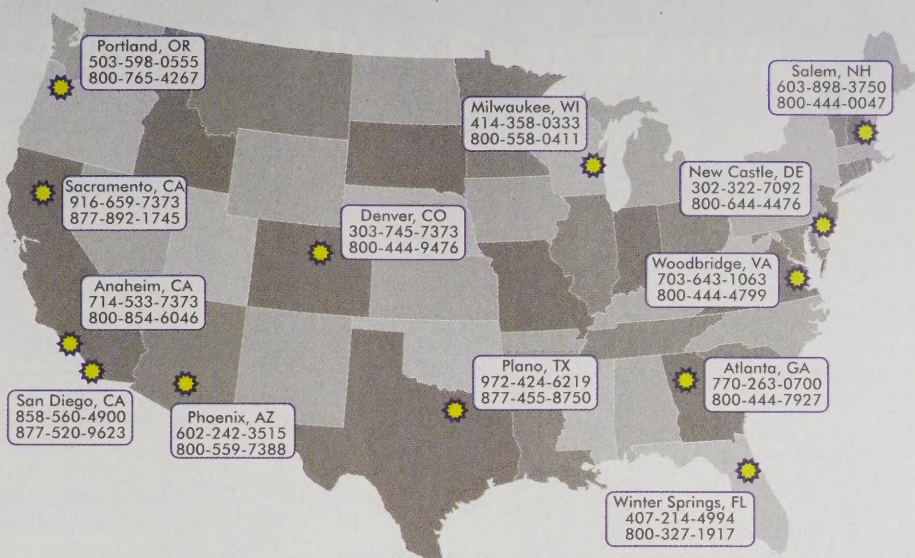 Portland, OR
503-598-0555
800-765-4267
Salem, NH
603-898-3750
800-444-0047
Milwaukee, WI
414-358-0333
800-558-0411
New Castle, DE
302-322-7092
800-644-4476
Sacramento, CA
916-659-7373
877-892-1745
Denver, CO
303-745-7373
800-444-9476
Woodbridge, VA
703-643-1063
800-444-4799
Anaheim, CA
714-533-7373
800-854-6046
Plano, TX
972-424-6219
877-455-8750
Atlanta, GA
770-263-0700
800-444-7927
San Diego, CA
858-560-4900
877-520-9623
Phoenix, AZ
602-242-3515
800-559-7388
Winter Springs, FL
407-214-4994
800-327-1917